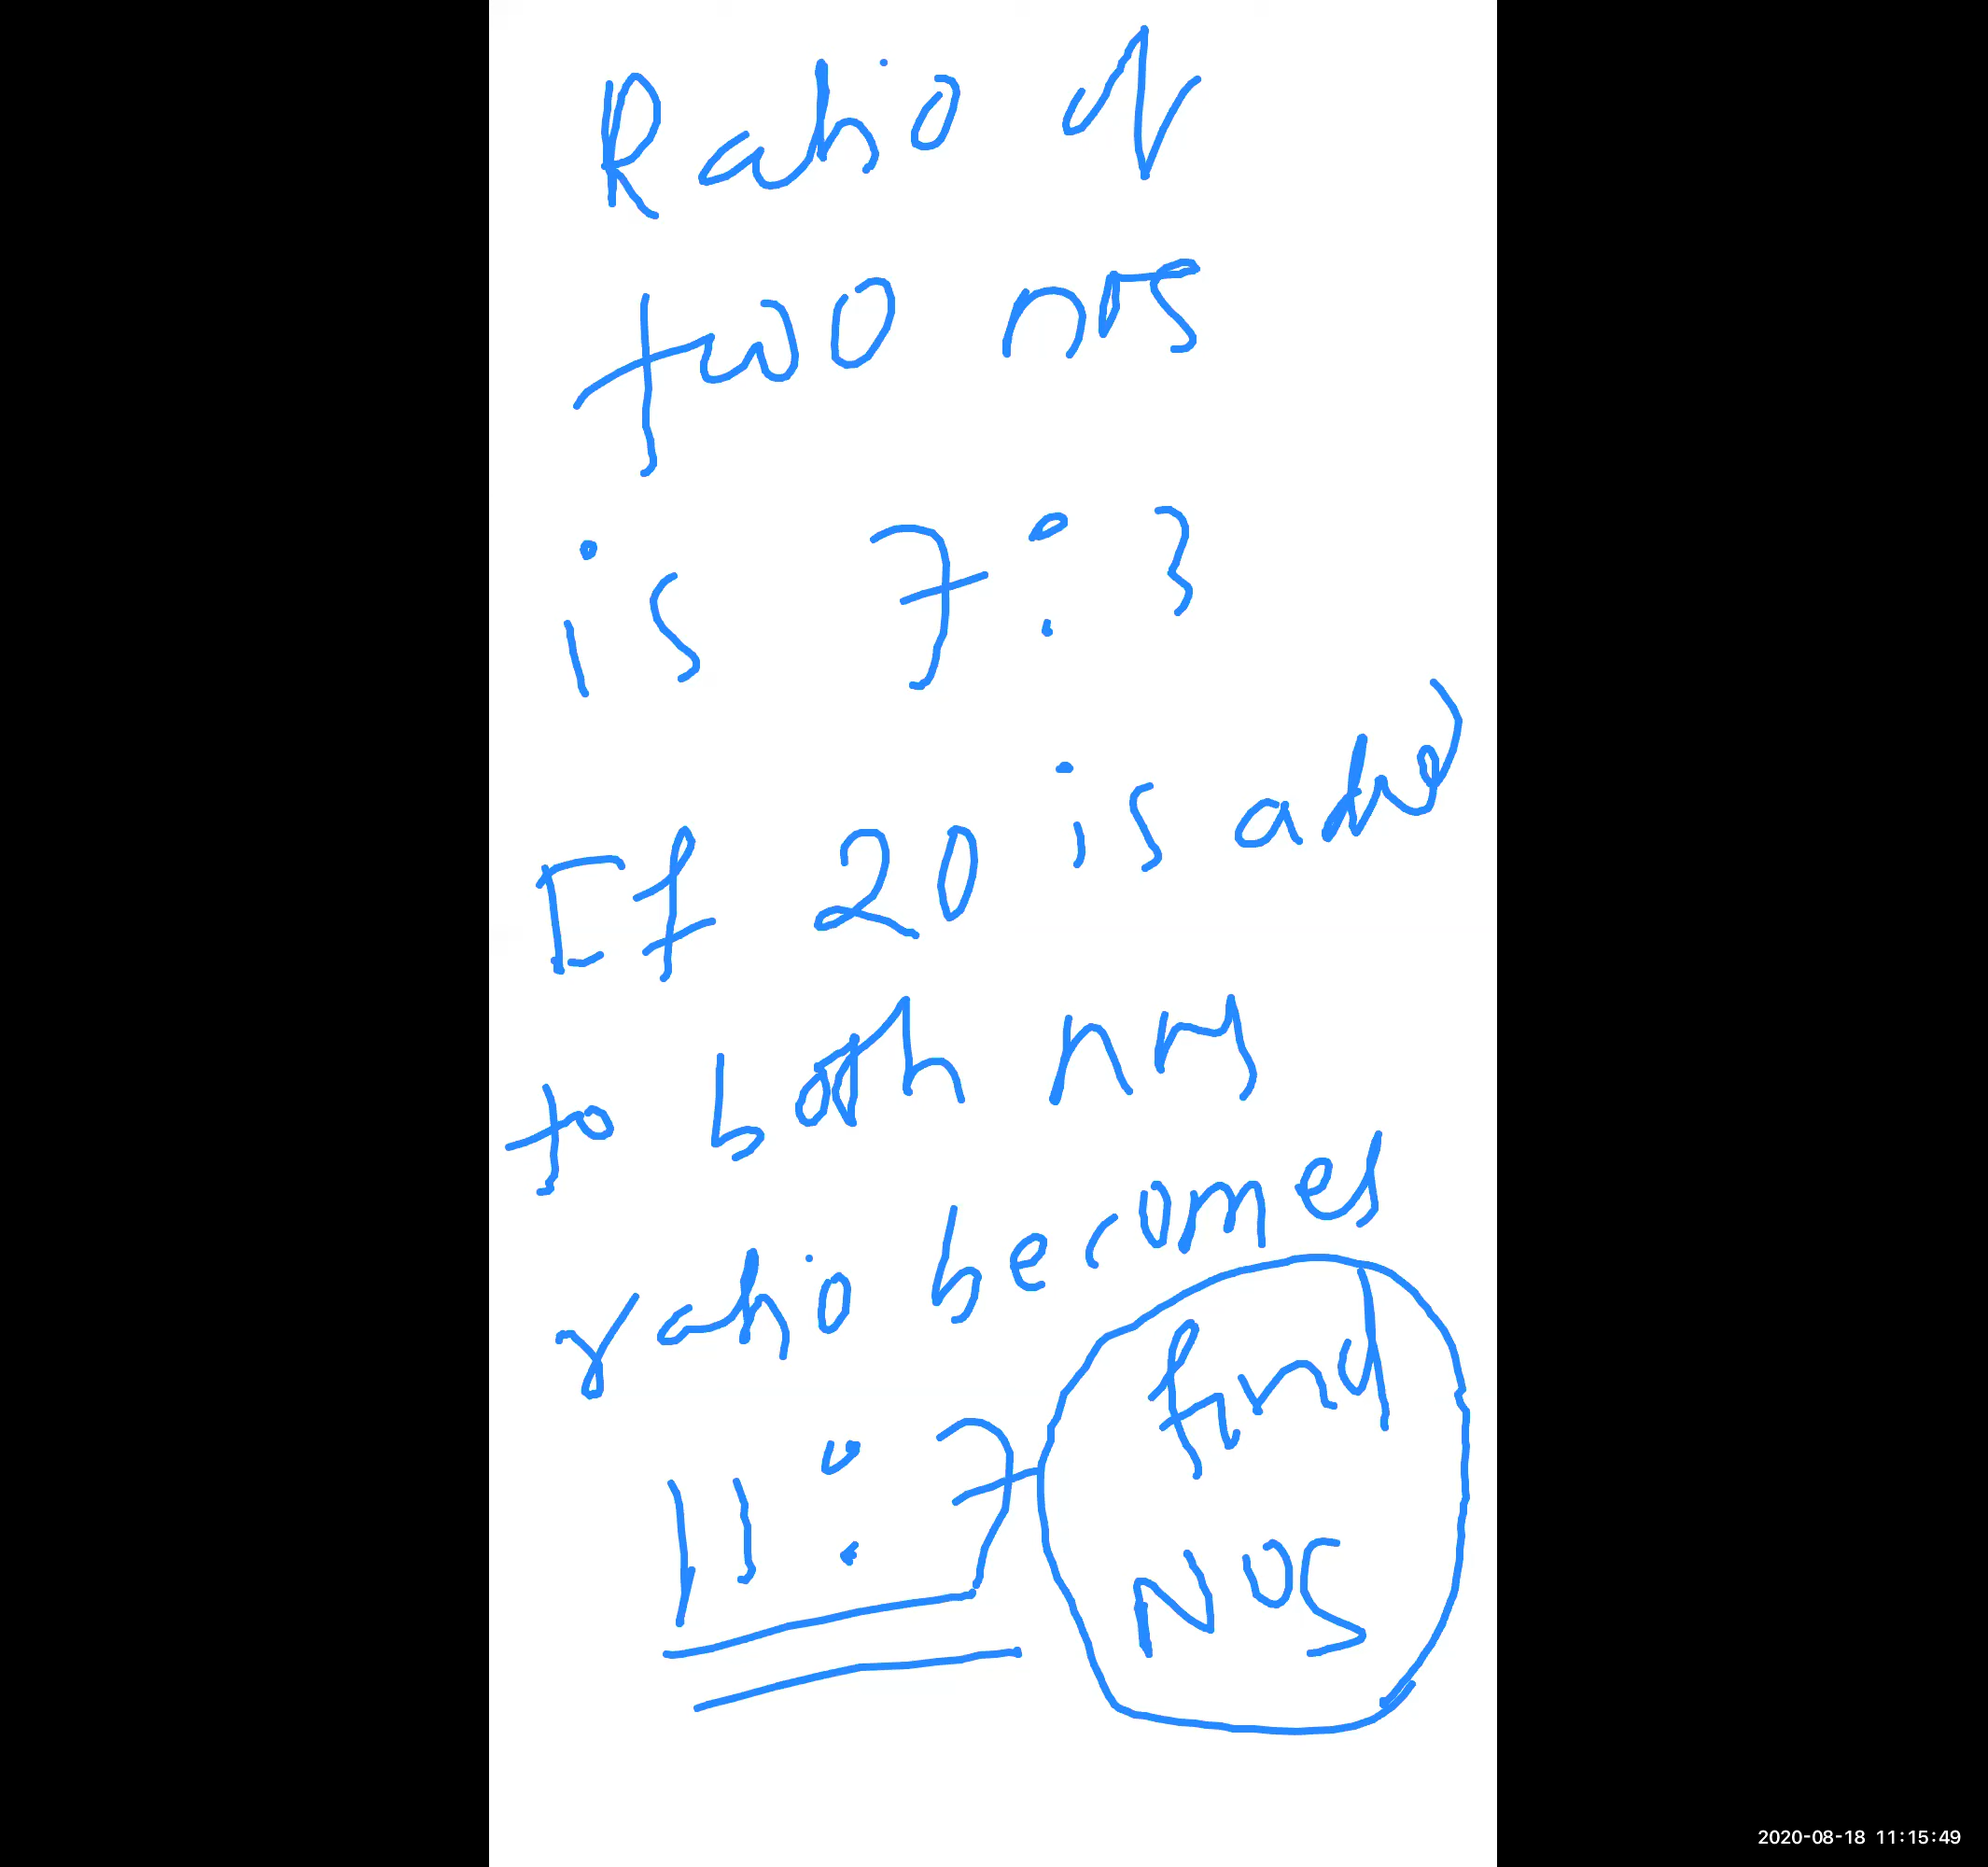 Ratio of
two nos
is 7:3
If 20 is added
to both nos
ratio becomes
11:7
find
Nos
2020-08-18 11:15:49